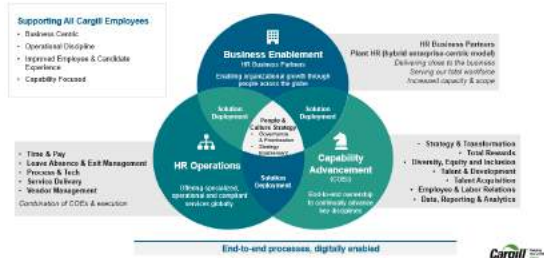 Supporting All Cargill Employees
• Business Centric
• Operational Discipline
• Improved Employee & Candidate
Experience
• Capability Focused
Business Enablement
HR Business Partners
Enabling organizational growth through
people across the globe
HR Business Partners
Plant HR (hybrid enterprise centric model)
Delivering close to the business
Serving our total workforce
Increased capacity & scope
Solution
Deployment
Solution
Deployment
People &
Culture Strategy
• Governance
& Prioritization
• Strategy
• Time & Pay
• Leave Absence & Exit Management
• Process & Tech
• Service Delivery
• Vendor Management
Combination of COEs & execution
HR Operations
Offering specialized,
operational and compliant
services globally
Solution
Deployment
Capability
Advancement
(COEs)
End-to-end ownership
to continually advance
key disciplines
• Strategy & Transformation
• Total Rewards
• Diversity, Equity and Inclusion
• Talent & Development
• Talent Acquisition
• Employee & Labor Relations
• Data, Reporting & Analytics
End-to-end processes, digitally enabled
Cargill